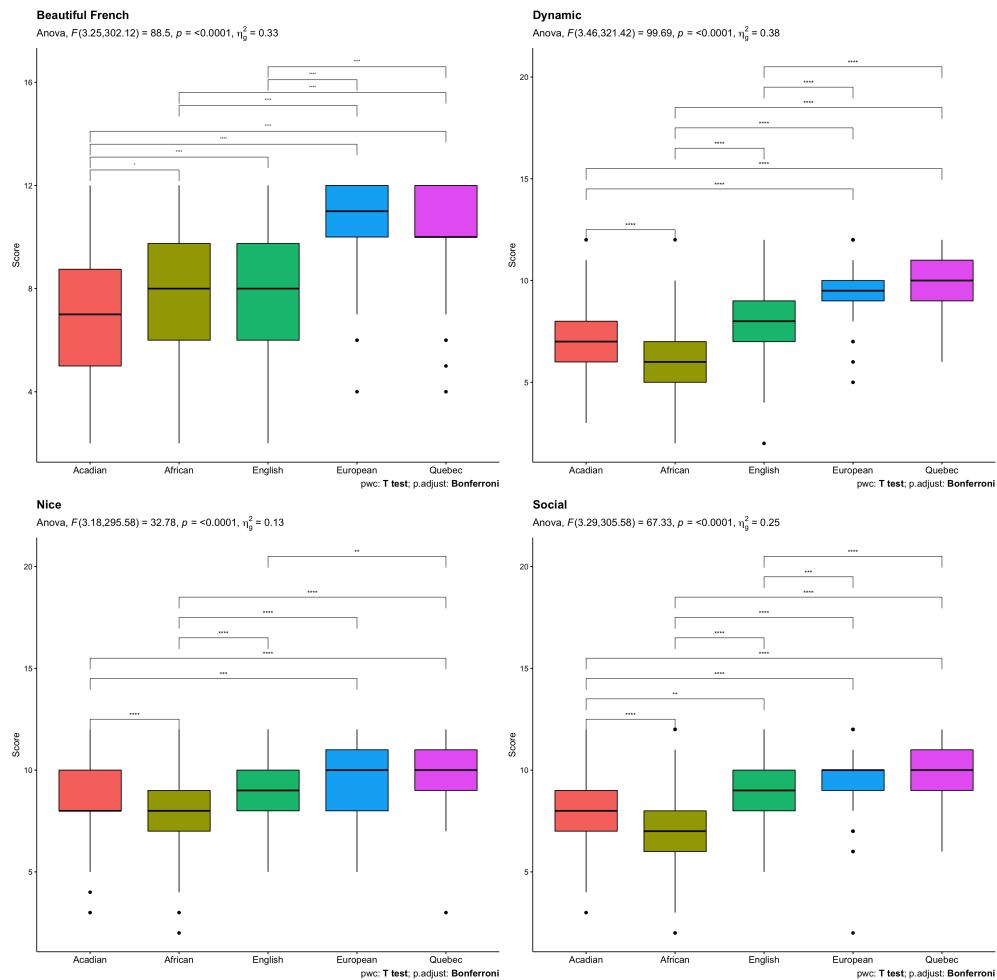 Beautiful French
Anova, F(3.25,302.12) = 88.5, p = <0.0001, η²g = 0.33
****
****
****
****
****
****
****
*
16
12
8
4
Score
Acadian African English European Quebec
pwc: T test; p.adjust: Bonferroni
Dynamic
Anova, F(3.46,321.42) = 99.69, p = <0.0001, η²g = 0.38
****
****
****
****
****
****
****
****
20
15
10
5
Score
Acadian African English European Quebec
pwc: T test; p.adjust: Bonferroni
Nice
Anova, F(3.18,295.58) = 32.78, p = <0.0001, η²g = 0.13
**
****
****
****
****
***
****
20
15
10
5
Score
Acadian African English European Quebec
pwc: T test; p.adjust: Bonferroni
Social
Anova, F(3.29,305.58) = 67.33, p = <0.0001, η²g = 0.25
****
***
****
****
****
****
****
**
****
20
15
10
5
Score
Acadian African English European Quebec
pwc: T test; p.adjust: Bonferroni